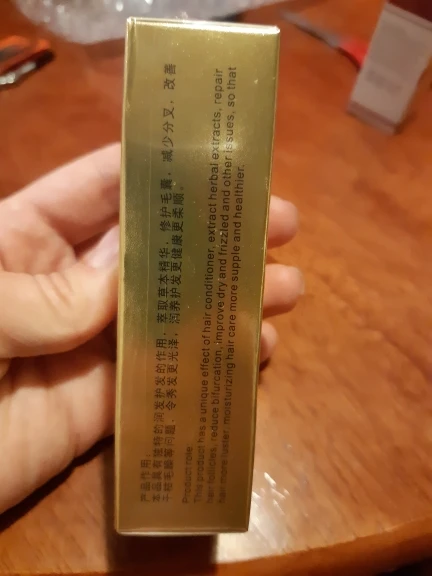 产品作用:
本品具有独特的润发护发的作用，萃取草本精华，修护毛囊，减少分叉，改善
干枯毛躁等问题，令秀发更光泽，润养护发更健康更柔顺。
Product role:
This product has a unique effect of hair conditioner, extract herbal extracts, repair
hair follicles, reduce bifurcation, improve dry and frizzled and other issues, so that
hair more luster, moisturizing hair care more supple and healthier.